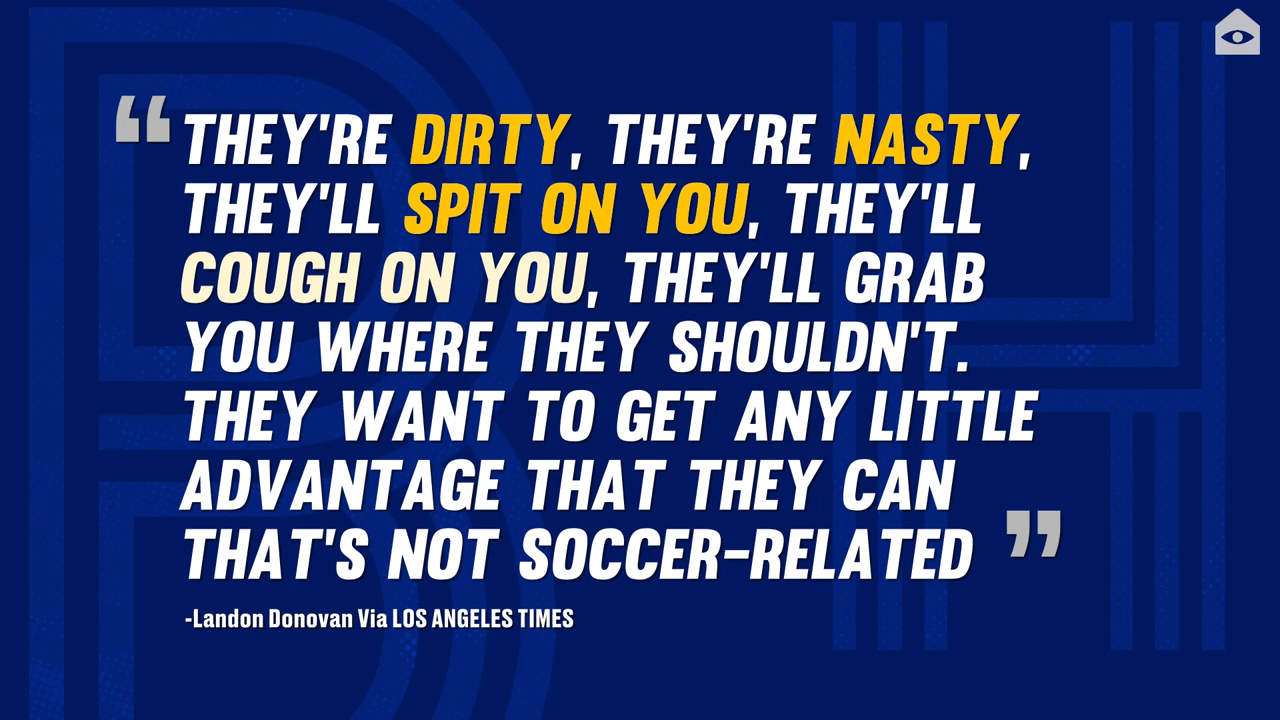 “THEY'RE DIRTY, THEY'RE NASTY,
THEY'LL SPIT ON YOU, THEY'LL
COUGH ON YOU, THEY'LL GRAB
YOU WHERE THEY SHOULDN'T.
THEY WANT TO GET ANY LITTLE
ADVANTAGE THAT THEY CAN
THAT'S NOT SOCCER-RELATED”
-Landon Donovan Via LOS ANGELES TIMES